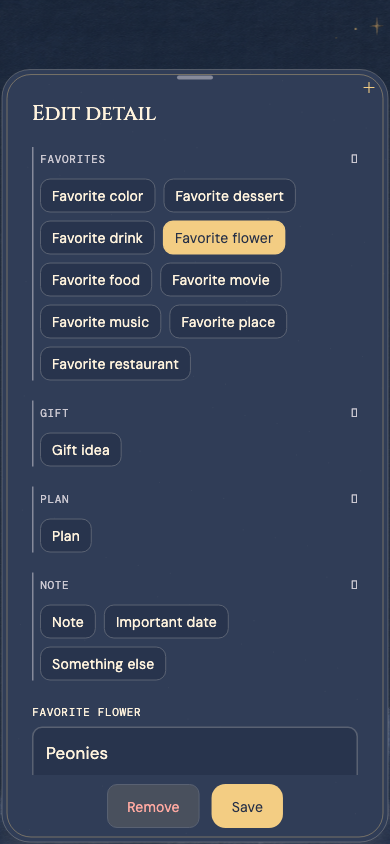 Edit detail
FAVORITES
Favorite color Favorite dessert
Favorite drink Favorite flower
Favorite food Favorite movie
Favorite music Favorite place
Favorite restaurant
GIFT
Gift idea
PLAN
Plan
NOTE
Note Important date
Something else
FAVORITE FLOWER
Peonies
Remove Save